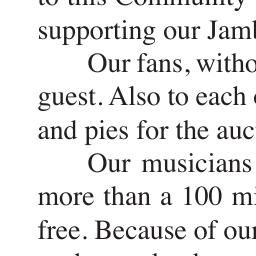 to this Community
supporting our Jam
Our fans, witho
guest. Also to each
and pies for the auc
Our musicians
more than a 100 mi
free. Because of our